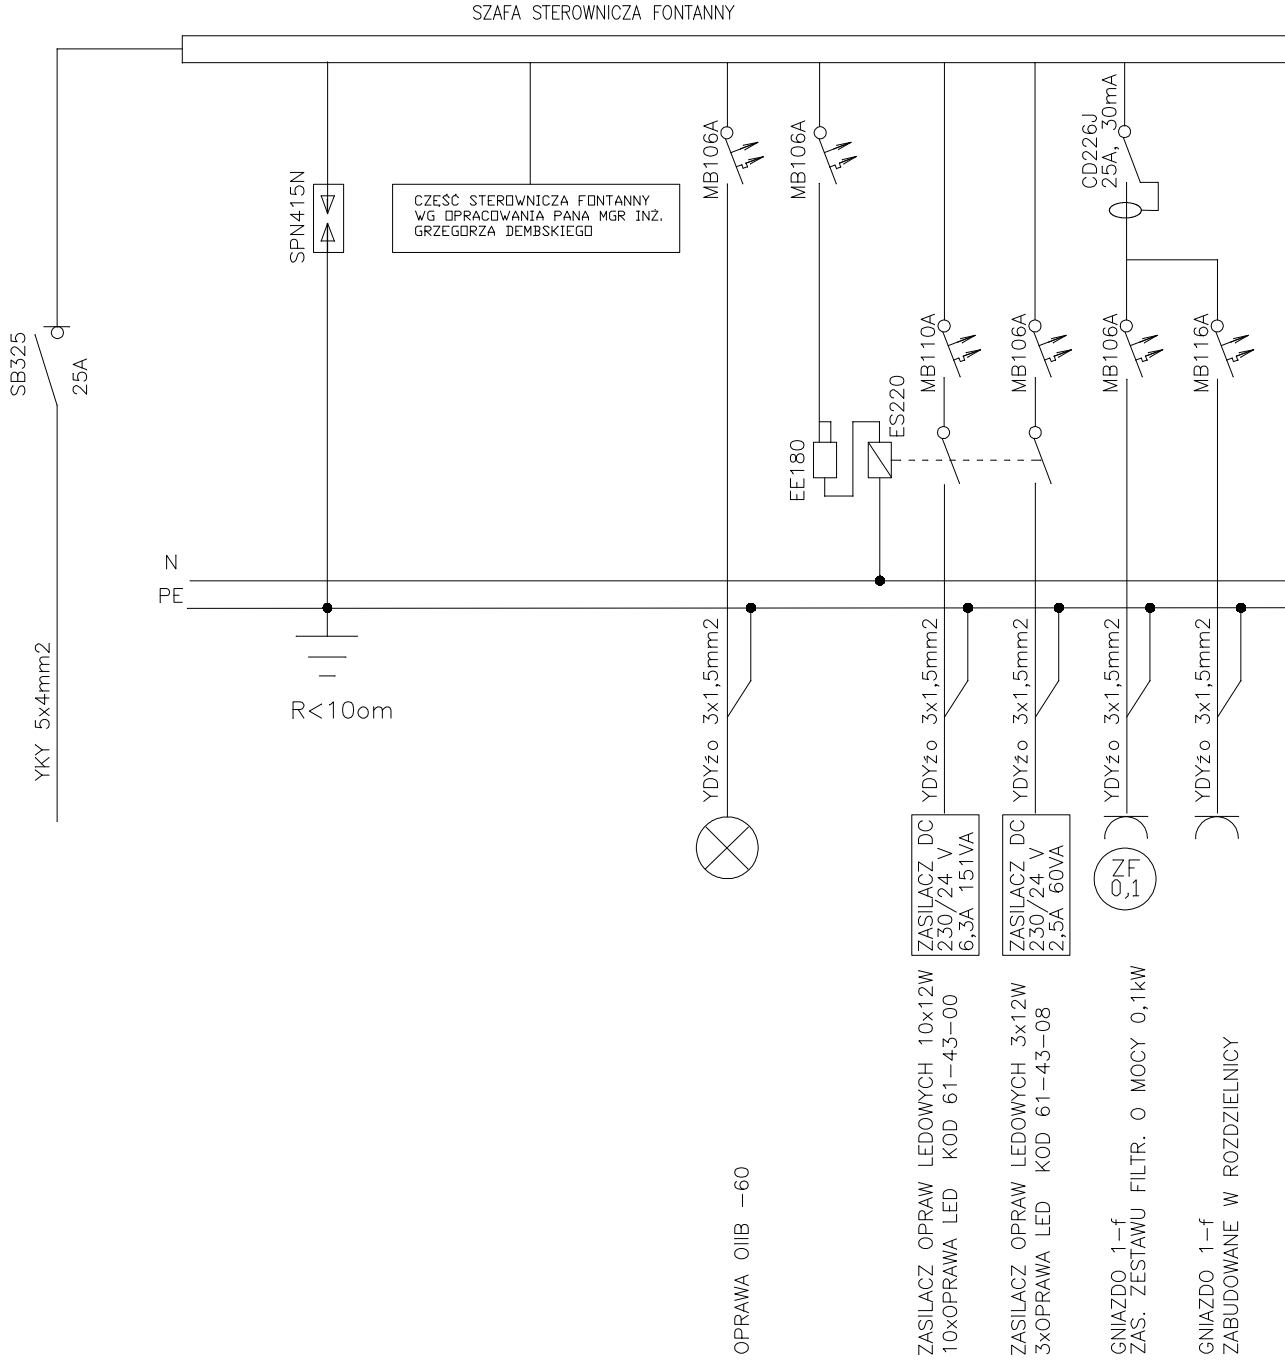 SZAFA STEROWNICZA FONTANNY
SB325
25A
YKY 5x4mm2
SPN415N
CZĘŚĆ STEROWNICZA FONTANNY
WG OPRACOWANIA PANA MGR INŻ.
GRZEGORZA DEMBSKIEGO
MB106A
MB106A
CD226J
25A, 30mA
MB110A
MB106A
MB106A
MB116A
EE180
ES220
N
PE
R<10om
YDYżo 3x1,5mm2
YDYżo 3x1,5mm2
YDYżo 3x1,5mm2
YDYżo 3x1,5mm2
YDYżo 3x1,5mm2
ZASILACZ DC
230/24 V
6,3A 151VA
ZASILACZ DC
230/24 V
2,5A 60VA
ZF
0,1
OPRAWA OIIB -60
ZASILACZ OPRAW LEDOWYCH 10x12W
10xOPRAWA LED KOD 61-43-00
ZASILACZ OPRAW LEDOWYCH 3x12W
3xOPRAWA LED KOD 61-43-08
GNIAZDO 1-f
ZAS. ZESTAWU FILTR. O MOCY 0,1kW
GNIAZDO 1-f
ZABUDOWANE W ROZDZIELNICY